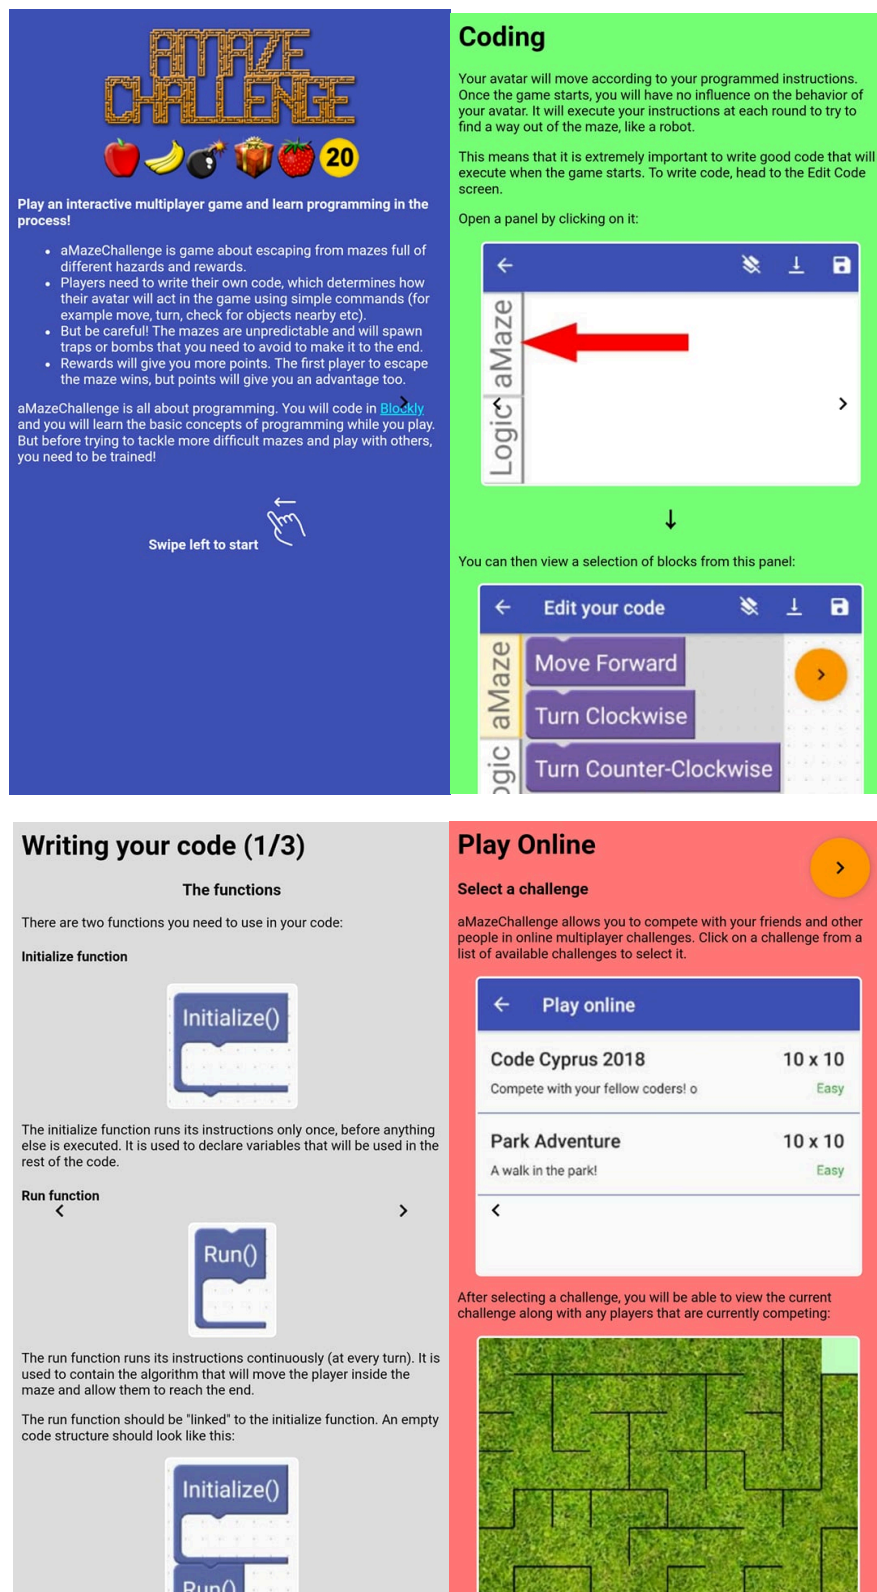 AMAZE
CHALLENGE
20
Play an interactive multiplayer game and learn programming in the
process!
• aMazeChallenge is game about escaping from mazes full of
different hazards and rewards.
• Players need to write their own code, which determines how
their avatar will act in the game using simple commands (for
example move, turn, check for objects nearby etc).
• But be careful! The mazes are unpredictable and will spawn
traps or bombs that you need to avoid to make it to the end.
• Rewards will give you more points. The first player to escape
the maze wins, but points will give you an advantage too.
aMazeChallenge is all about programming. You will code in Blockly
and you will learn the basic concepts of programming while you play.
But before trying to tackle more difficult mazes and play with others,
you need to be trained!
Swipe left to start
Coding
Your avatar will move according to your programmed instructions.
Once the game starts, you will have no influence on the behavior of
your avatar. It will execute your instructions at each round to try to
find a way out of the maze, like a robot.
This means that it is extremely important to write good code that will
execute when the game starts. To write code, head to the Edit Code
screen.
Open a panel by clicking on it:
aMaze
Logic
You can then view a selection of blocks from this panel:
Edit your code
aMaze
ogic
Move Forward
Turn Clockwise
Turn Counter-Clockwise
Writing your code (1/3)
The functions
There are two functions you need to use in your code:
Initialize function
Initialize()
The initialize function runs its instructions only once, before anything
else is executed. It is used to declare variables that will be used in the
rest of the code.
Run function
Run()
The run function runs its instructions continuously (at every turn). It is
used to contain the algorithm that will move the player inside the
maze and allow them to reach the end.
The run function should be "linked" to the initialize function. An empty
code structure should look like this:
Initialize()
Run()
Play Online
Select a challenge
aMazeChallenge allows you to compete with your friends and other
people in online multiplayer challenges. Click on a challenge from a
list of available challenges to select it.
Play online
Code Cyprus 2018 10 x 10
Compete with your fellow coders! o Easy
Park Adventure 10 x 10
A walk in the park! Easy
After selecting a challenge, you will be able to view the current
challenge along with any players that are currently competing: